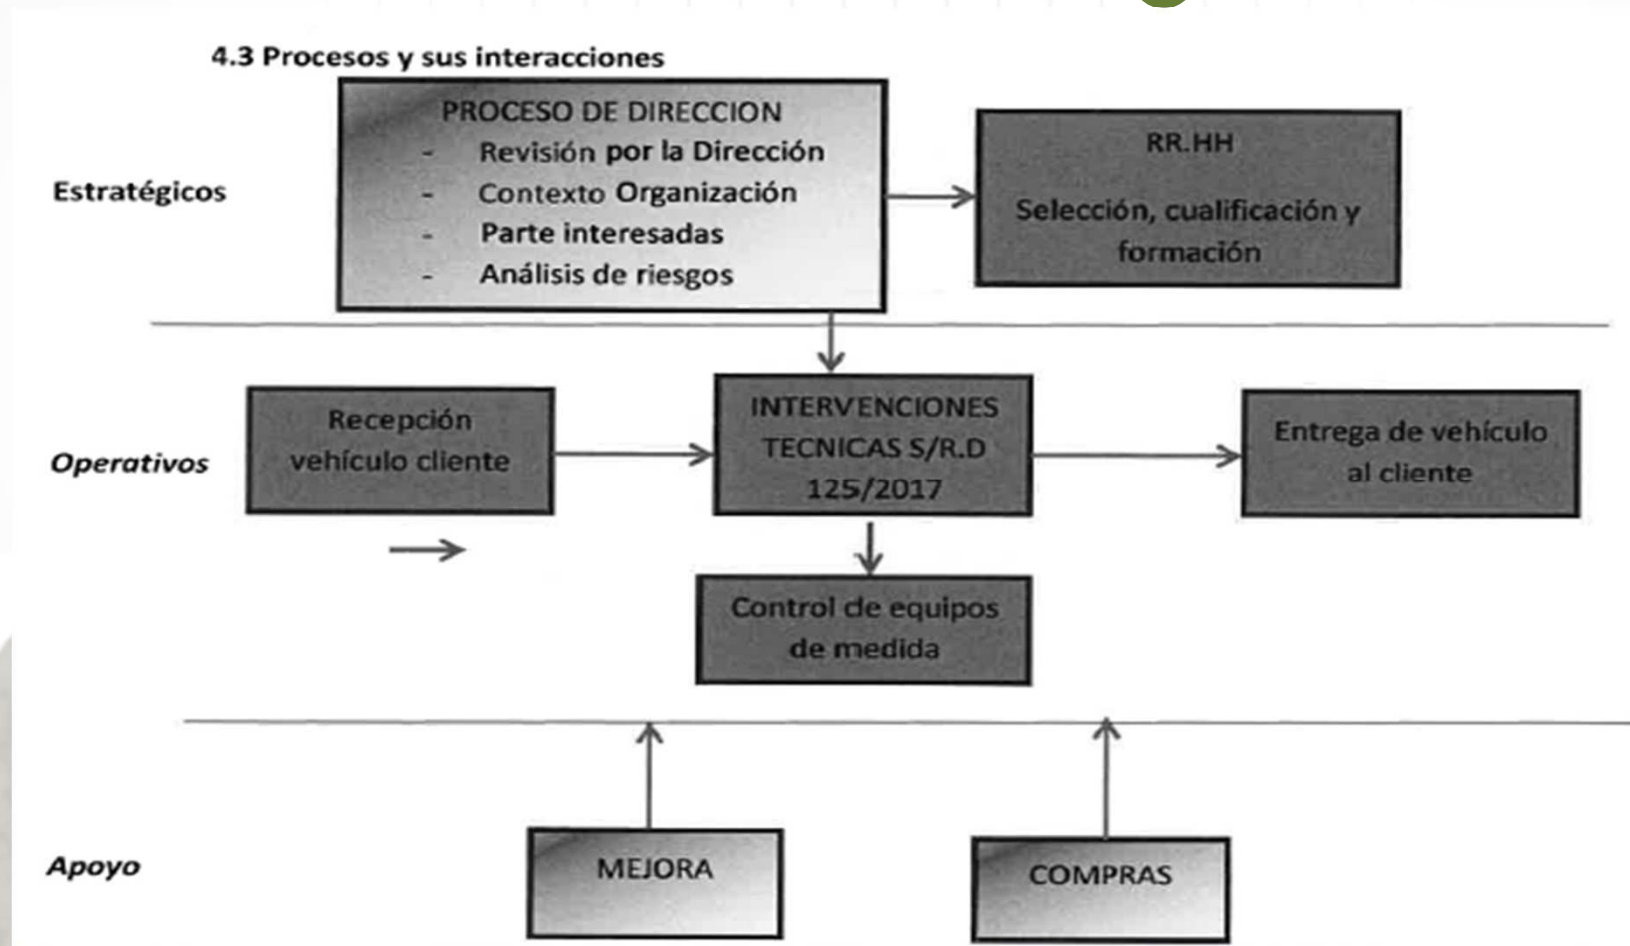 4.3 Procesos y sus interacciones
PROCESO DE DIRECCION
- Revisión por la Dirección
- Contexto Organización
- Parte interesadas
- Análisis de riesgos
RR.HH
Selección, cualificación y
formación
Estratégicos
Recepción
vehículo cliente
INTERVENCIONES
TECNICAS S/R.D
125/2017
Entrega de vehículo
al cliente
Operativos
Control de equipos
de medida
MEJORA
COMPRAS
Apoyo